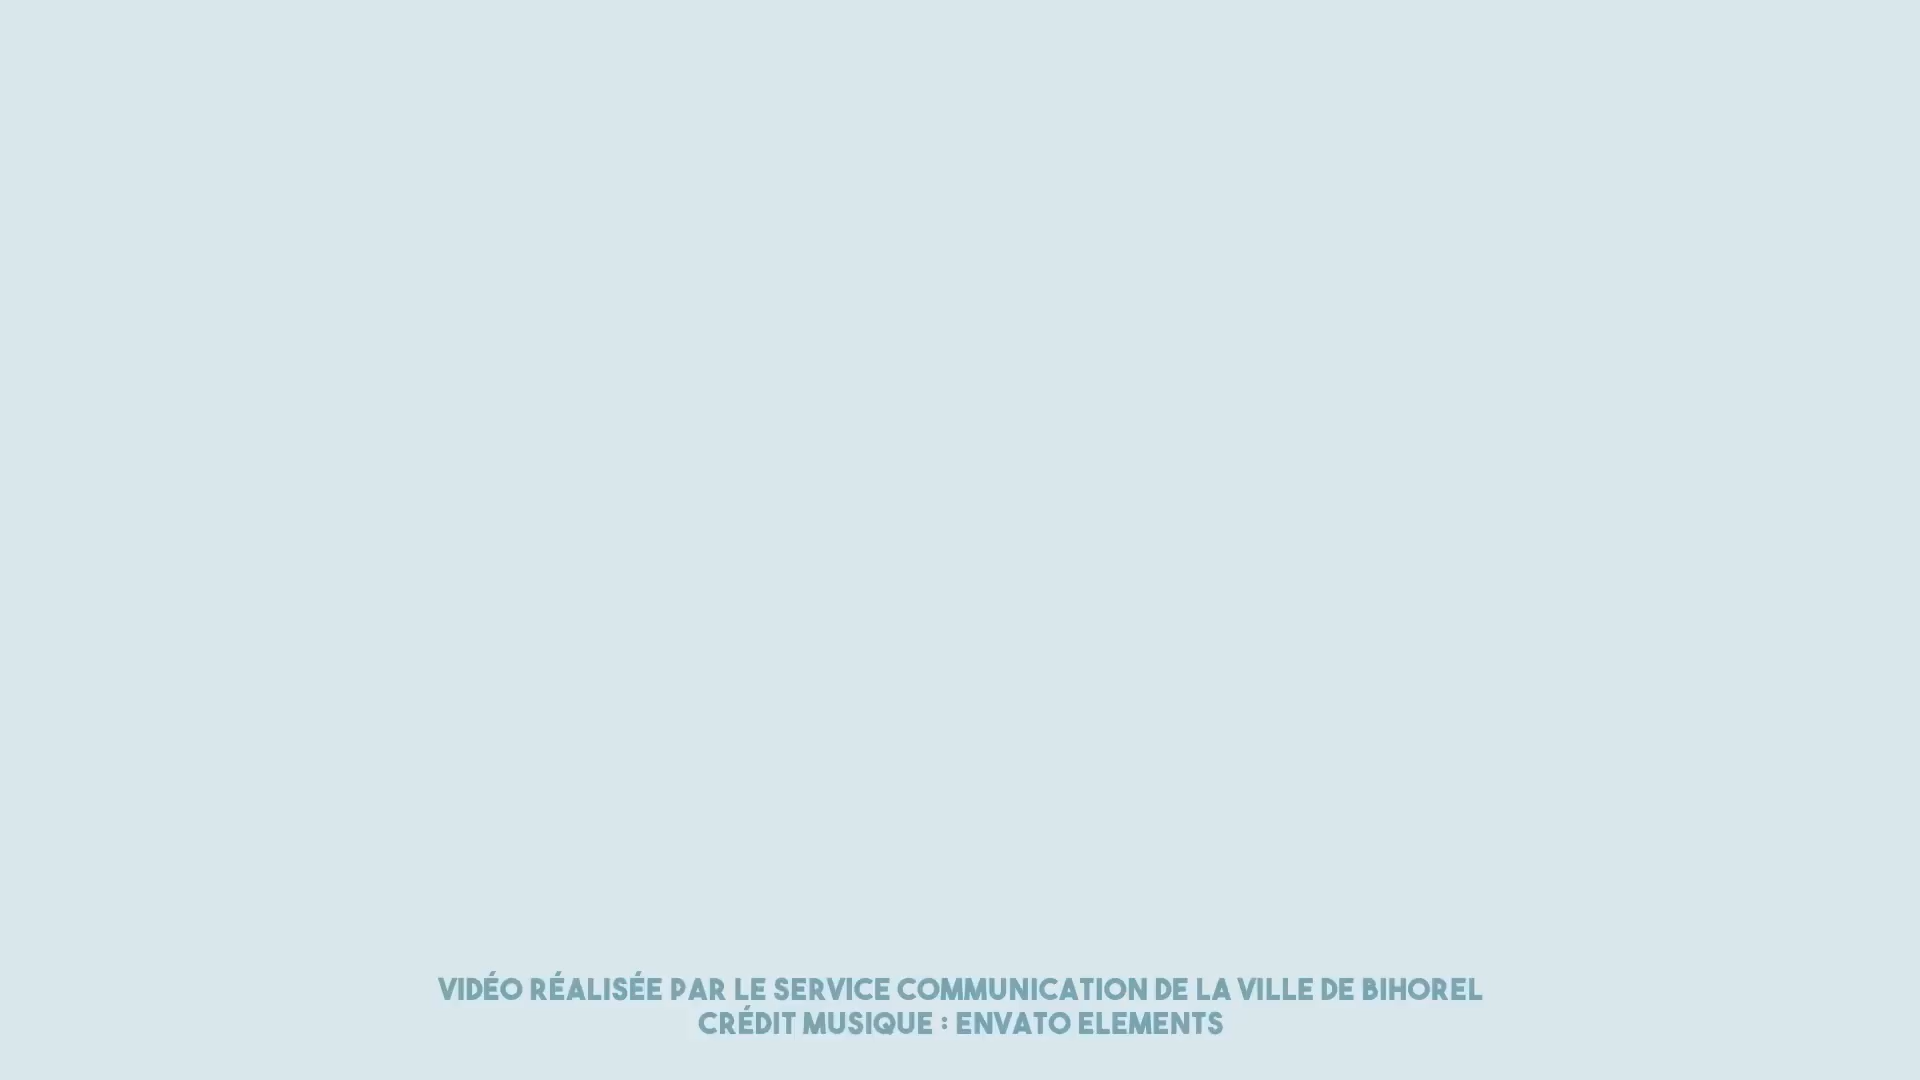 VIDÉO RÉALISÉE PAR LE SERVICE COMMUNICATION DE LA VILLE DE BIHOREL
CRÉDIT MUSIQUE : ENVATO ELEMENTS